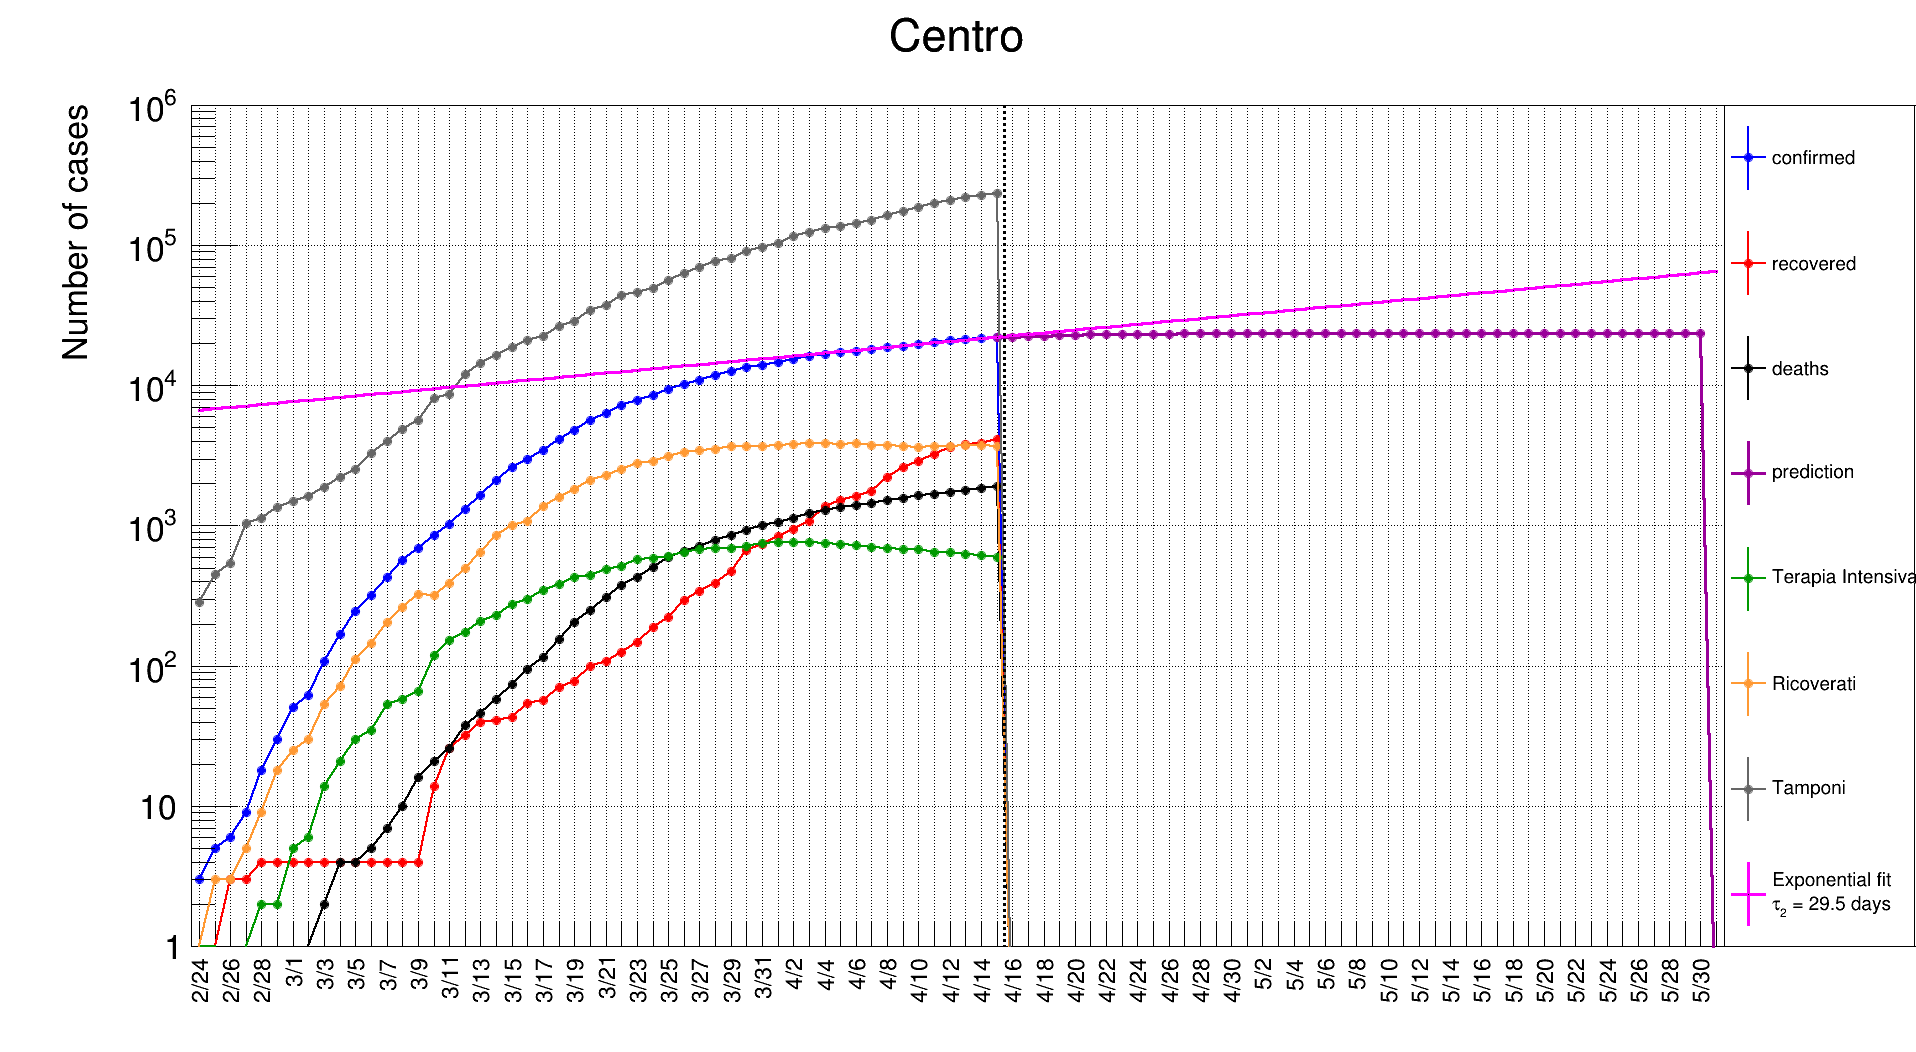 Centro
Number of cases
10^6
10^5
10^4
10^3
10^2
10
1
2/24 2/26 2/28 3/1 3/3 3/5 3/7 3/9 3/11 3/13 3/15 3/17 3/19 3/21 3/23 3/25 3/27 3/29 3/31 4/2 4/4 4/6 4/8 4/10 4/12 4/14 4/16 4/18 4/20 4/22 4/24 4/26 4/28 4/30 5/2 5/4 5/6 5/8 5/10 5/12 5/14 5/16 5/18 5/20 5/22 5/24 5/26 5/28 5/30
confirmed
recovered
deaths
prediction
Terapia Intensiva
Ricoverati
Tamponi
Exponential fit
τ_2 = 29.5 days